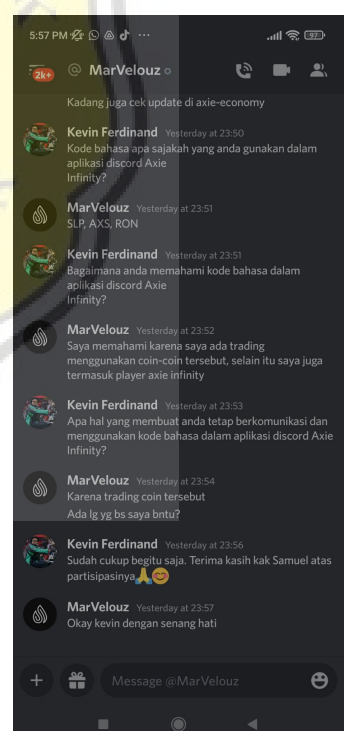 5:57 PM
97
2k+
@ MarVelouz
Kadang juga cek update di axie-economy
Kevin Ferdinand Yesterday at 23:50
Kode bahasa apa sajakah yang anda gunakan dalam
aplikasi discord Axie
Infinity?
MarVelouz Yesterday at 23:51
SLP, AXS, RON
Kevin Ferdinand Yesterday at 23:51
Bagaimana anda memahami kode bahasa dalam
aplikasi discord Axie
Infinity?
MarVelouz Yesterday at 23:52
Saya memahami karena saya ada trading
menggunakan coin-coin tersebut, selain itu saya juga
termasuk player axie infinity
Kevin Ferdinand Yesterday at 23:53
Apa hal yang membuat anda tetap berkomunikasi dan
menggunakan kode bahasa dalam aplikasi discord Axie
Infinity?
MarVelouz Yesterday at 23:54
Karena trading coin tersebut
Ada lg yg bs saya bntu?
Kevin Ferdinand Yesterday at 23:56
Sudah cukup begitu saja. Terima kasih kak Samuel atas
partisipasinya🙏😊
MarVelouz Yesterday at 23:57
Okay kevin dengan senang hati
Message @MarVelouz